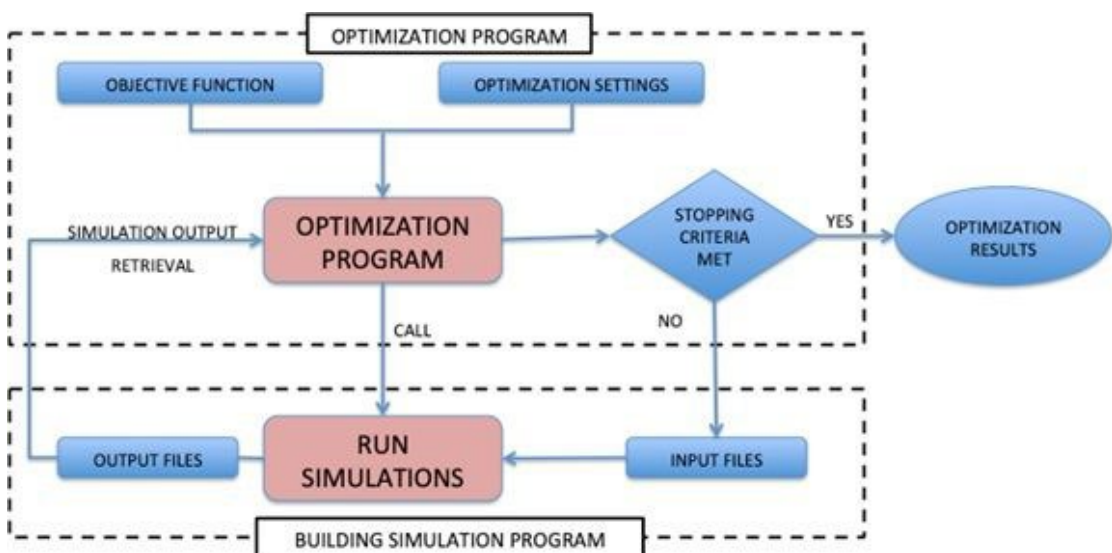 OPTIMIZATION PROGRAM
OBJECTIVE FUNCTION
OPTIMIZATION SETTINGS
OPTIMIZATION
PROGRAM
STOPPING
CRITERIA
MET
YES
OPTIMIZATION
RESULTS
SIMULATION OUTPUT
RETRIEVAL
CALL
NO
OUTPUT FILES
RUN
SIMULATIONS
INPUT FILES
BUILDING SIMULATION PROGRAM